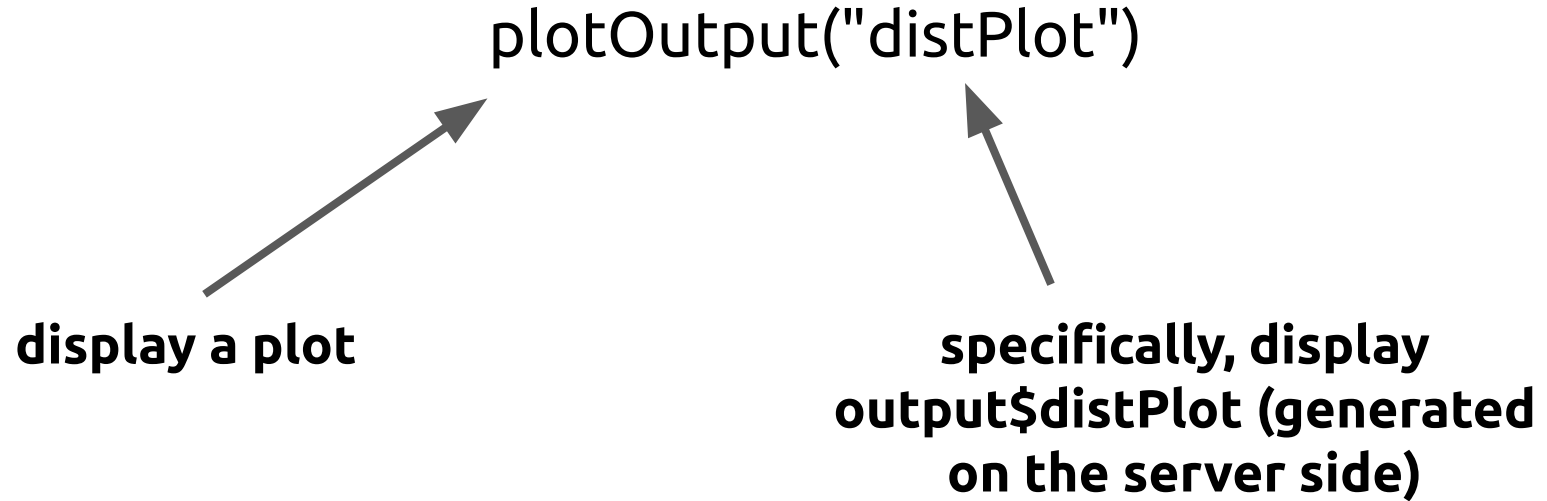 plotOutput("distPlot")
display a plot
specifically, display
output$distPlot (generated
on the server side)